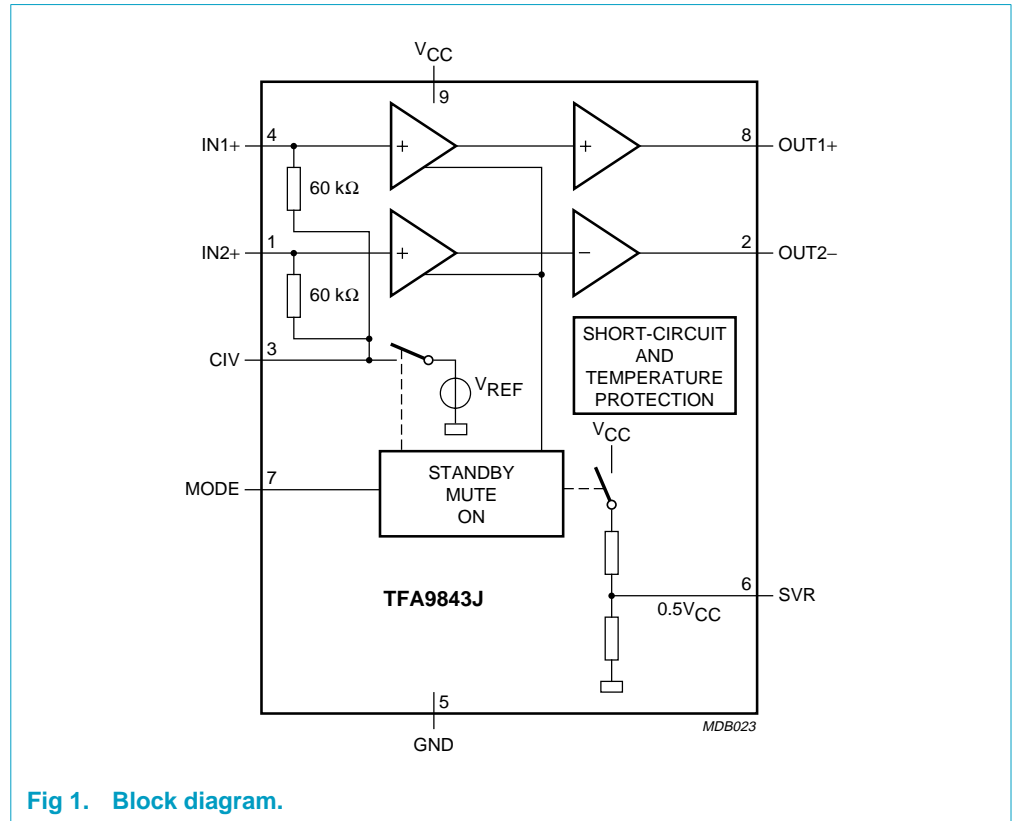 VCC
9
IN1+ 4
8 OUT1+
+
+
60 kΩ
IN2+ 1
2 OUT2−
+
−
60 kΩ
SHORT-CIRCUIT
AND
TEMPERATURE
PROTECTION
CIV 3
VREF
VCC
MODE 7
STANDBY
MUTE
ON
TFA9843J
6 SVR
0.5VCC
5
GND
MDB023
Fig 1. Block diagram.